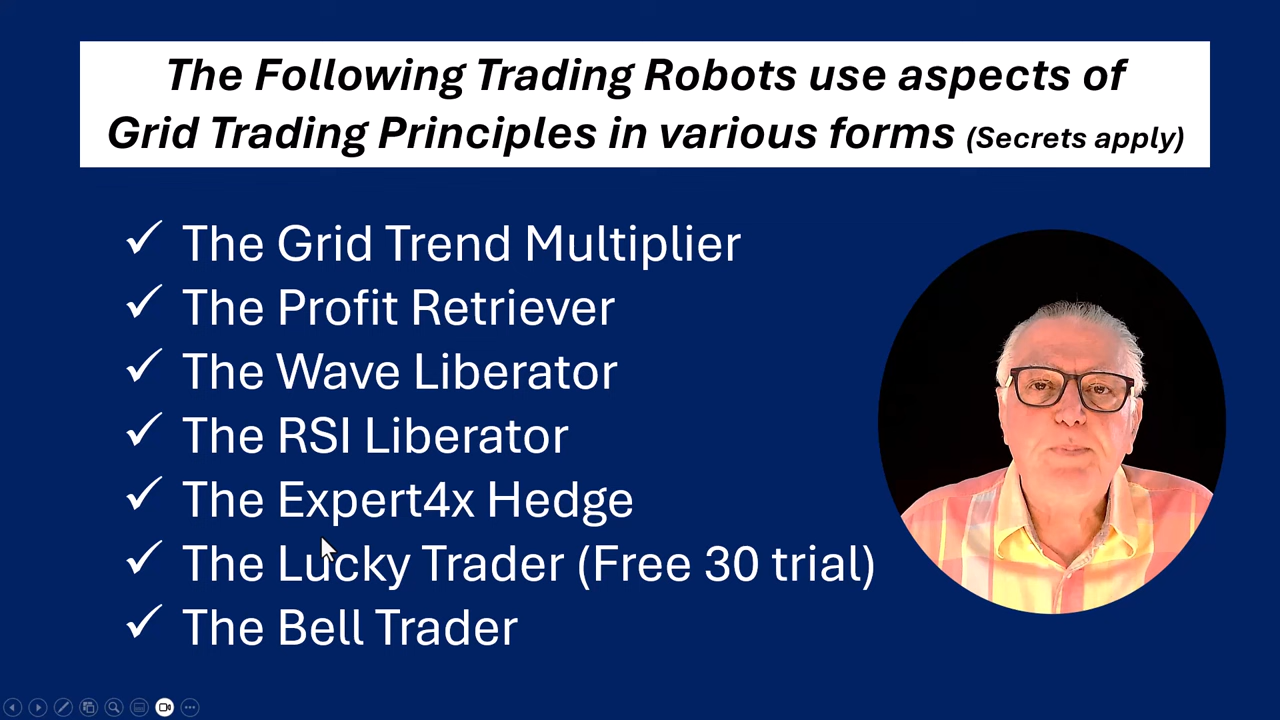 The Following Trading Robots use aspects of
Grid Trading Principles in various forms (Secrets apply)
✓ The Grid Trend Multiplier
✓ The Profit Retriever
✓ The Wave Liberator
✓ The RSI Liberator
✓ The Expert4x Hedge
✓ The Lucky Trader (Free 30 trial)
✓ The Bell Trader